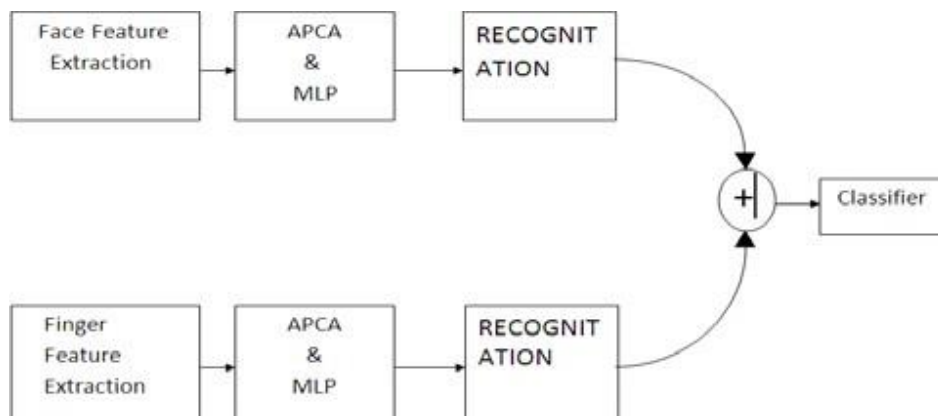 Face Feature
Extraction
APCA
&
MLP
RECOGNIT
ATION
+
Classifier
Finger
Feature
Extraction
APCA
&
MLP
RECOGNIT
ATION